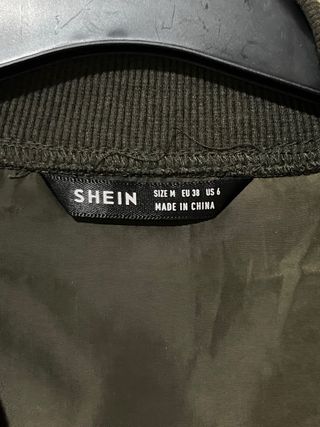 SHEIN
SIZE M EU 38 US 6
MADE IN CHINA